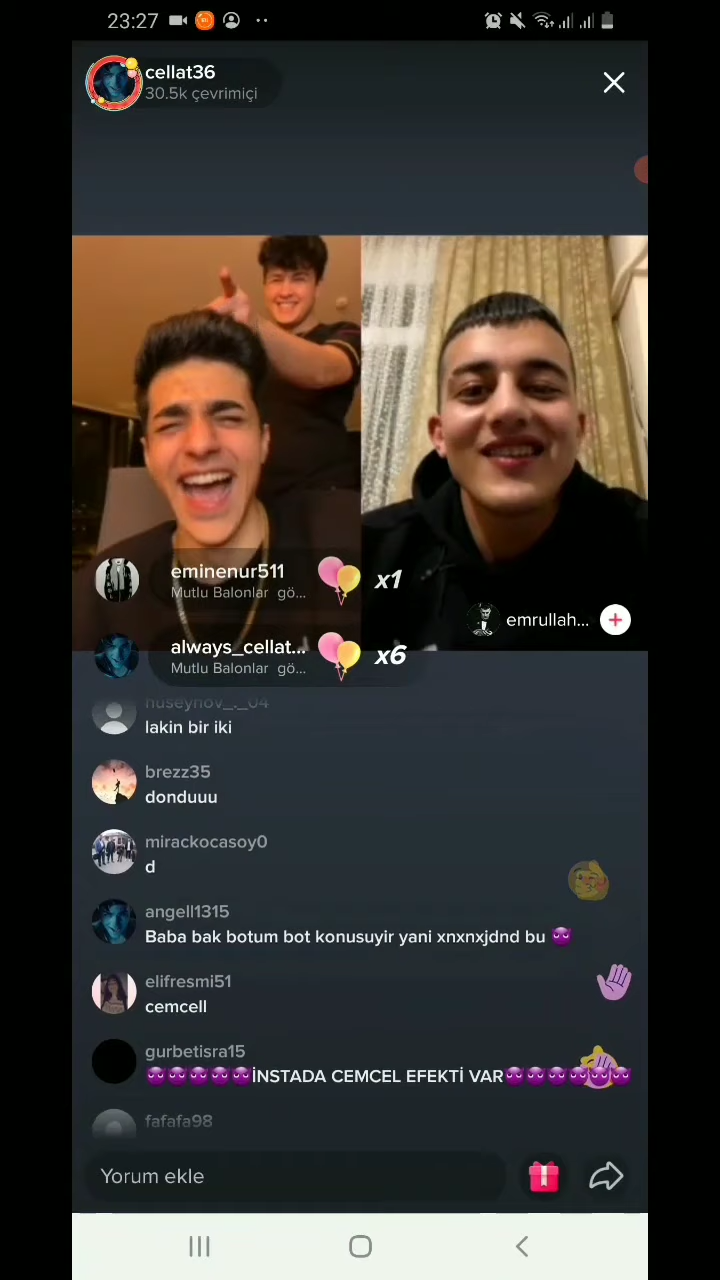 23:27
cellat36
30.5k çevrimiçi
eminenur511
Mutlu Balonlar gö...
x1
emrullah...
always_cellat...
Mutlu Balonlar gö...
x6
huseynov_._04
lakin bir iki
brezz35
donduuu
mirackocasoy0
d
angell1315
Baba bak botum bot konusuyir yani xnxnxjdnd bu 😈
elifresmi51
cemcell
gurbetisra15
😈😈😈😈😈İNSTADA CEMCEL EFEKTİ VAR😈😈😈😈😈😈
fafafa98
Yorum ekle